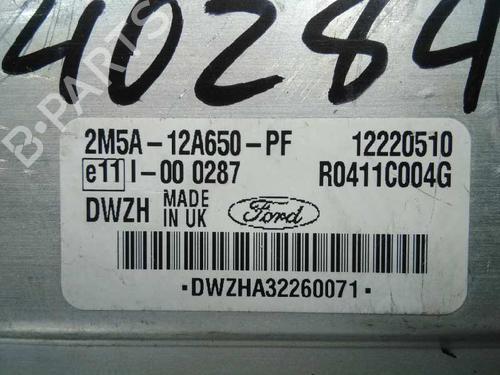 40284
B-PARTS
2M5A-12A650-PF 12220510
e11 I-00 0287 R0411C004G
DWZH MADE IN UK Ford
·DWZHA32260071·